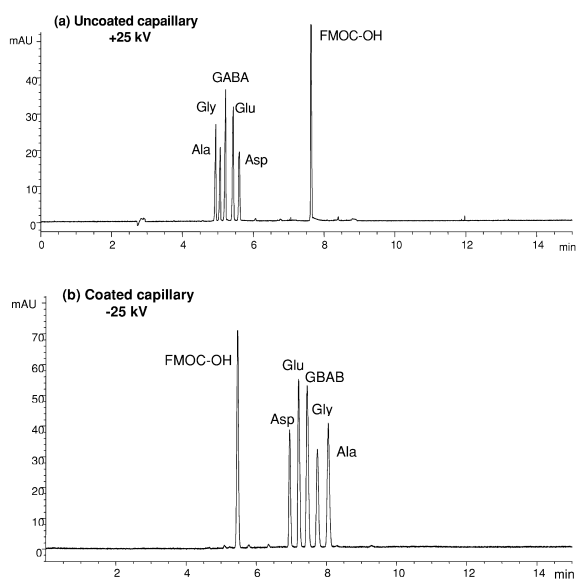 (a) Uncoated capaillary
+25 kV
mAU
FMOC-OH
GABA
40
Gly
Glu
30
Ala
Asp
20
10
0
0 2 4 6 8 10 12 14 min
(b) Coated capillary
-25 kV
mAU
70
FMOC-OH
Glu
GBAB
60
50
Gly
Asp
40
Ala
30
20
10
0
2 4 6 8 10 12 14 min